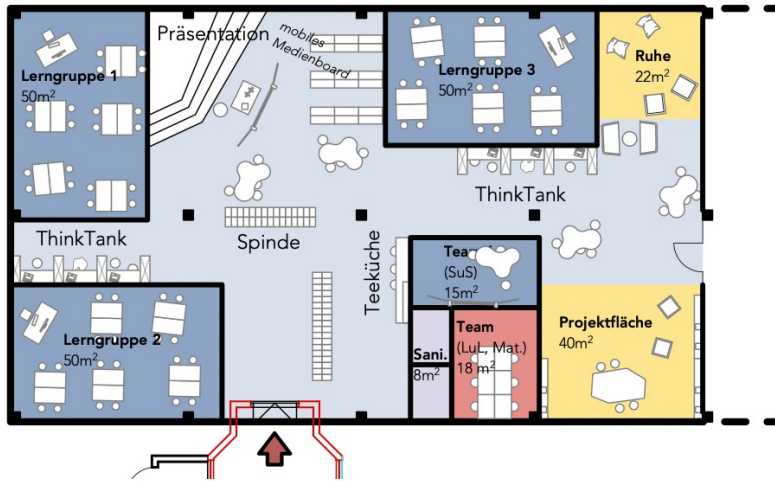 Präsentation
mobiles
Medienboard
Lerngruppe 1
50m²
Lerngruppe 3
50m²
Ruhe
22m²
ThinkTank
ThinkTank
Spinde
Teeküche
Team
(SuS)
15m²
Lerngruppe 2
50m²
Sani.
8m²
Team
(LuL, Mat.)
18 m²
Projektfläche
40m²